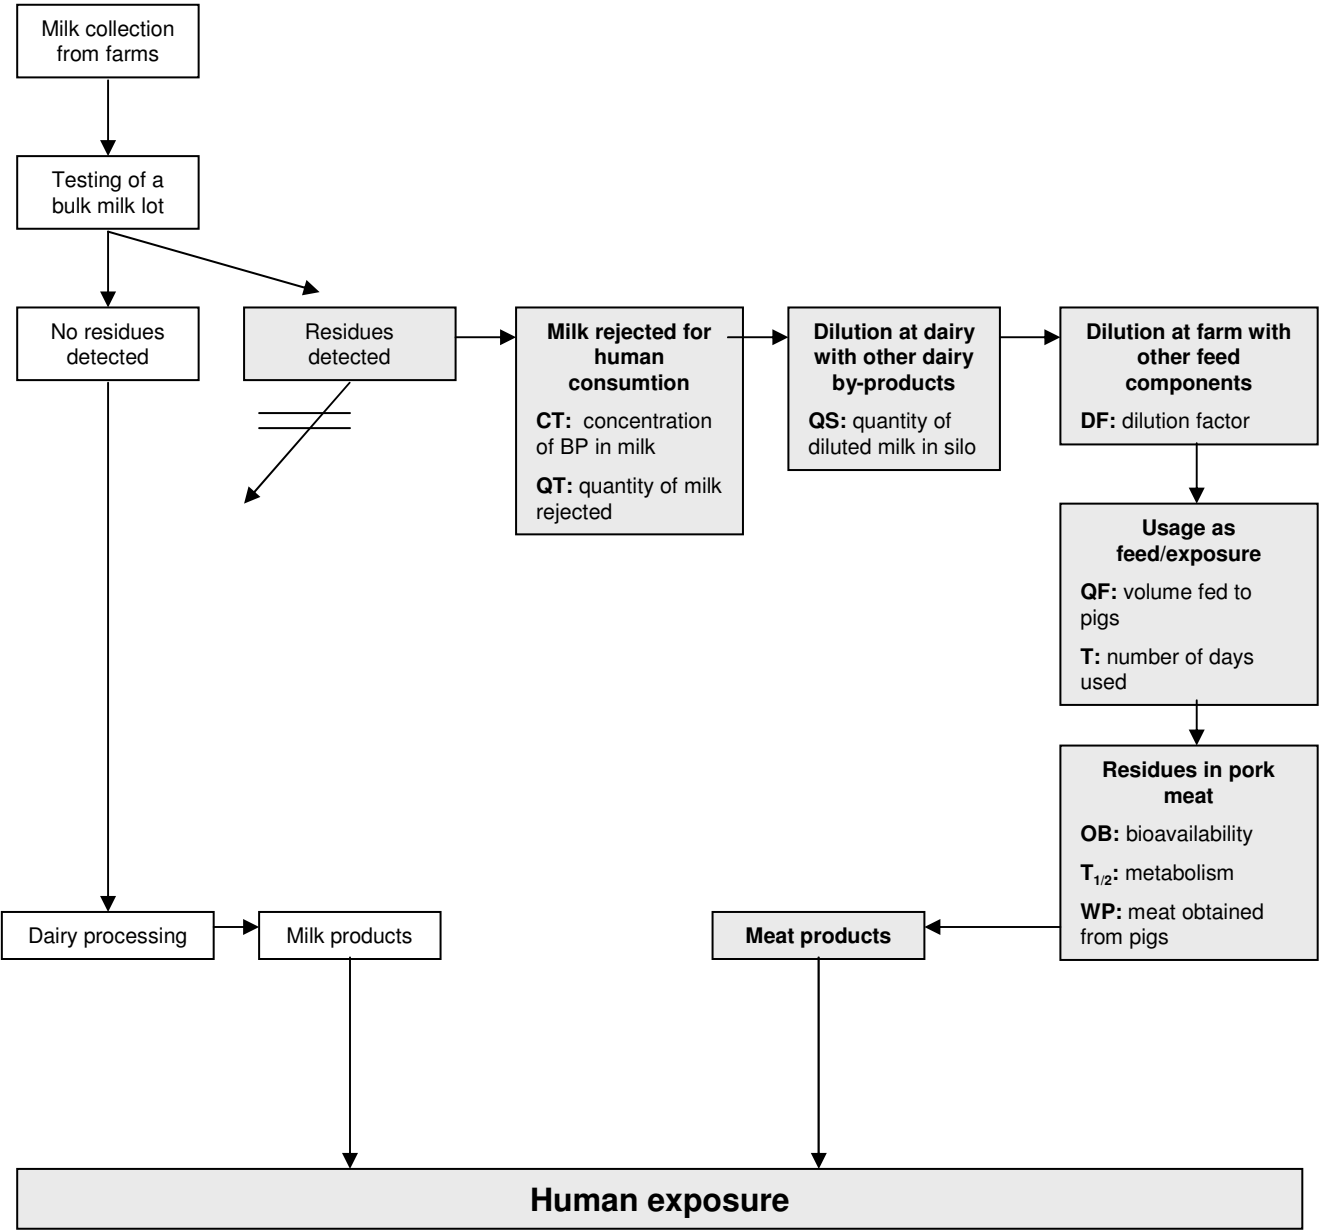 Milk collection
from farms
Testing of a
bulk milk lot
No residues
detected
Residues
detected
Milk rejected for
human
consumtion
CT: concentration
of BP in milk
QT: quantity of milk
rejected
Dilution at dairy
with other dairy
by-products
QS: quantity of
diluted milk in silo
Dilution at farm with
other feed
components
DF: dilution factor
Usage as
feed/exposure
QF: volume fed to
pigs
T: number of days
used
Residues in pork
meat
OB: bioavailability
T1/2: metabolism
WP: meat obtained
from pigs
Dairy processing
Milk products
Meat products
Human exposure